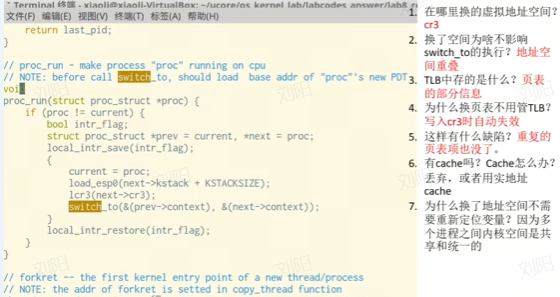 Terminal 终端 - xiaoli@xiaoli-VirtualBox: ~/ucore/os_kernel_lab/labcodes_answer/lab8_re
文件(F) 编辑(E) 视图(V) 终端(T) 标签(A) 帮助(H)
return last_pid;
}
// proc_run - make process "proc" running on cpu
// NOTE: before call switch_to, should load  base addr of "proc"'s new PDT
void
proc_run(struct proc_struct *proc) {
if (proc != current) {
bool intr_flag;
struct proc_struct *prev = current, *next = proc;
local_intr_save(intr_flag);
{
current = proc;
load_esp0(next->kstack + KSTACKSIZE);
lcr3(next->cr3);
switch_to(&(prev->context), &(next->context));
}
local_intr_restore(intr_flag);
}
}
// forkret -- the first kernel entry point of a new thread/process
// NOTE: the addr of forkret is setted in copy_thread function
1. 在哪里换的虚拟地址空间？
cr3
2. 换了空间为啥不影响
switch_to的执行？地址空
间重叠
3. TLB中存的是什么？页表
的部分信息
4. 为什么换页表不用管TLB？
写入cr3时自动失效
5. 这样有什么缺陷？重复的
页表项也没了。
6. 有cache吗？Cache怎么办？
丢弃，或者用实地址
cache
7. 为什么换了地址空间不需
要重新定位变量？因为多
个进程之间内核空间是共
享和统一的
刘阳